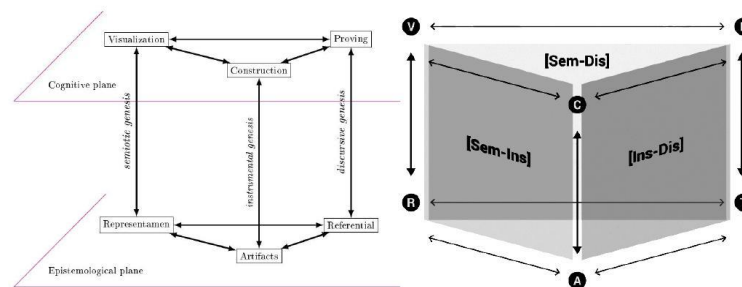 Visualization
Proving
Construction
Cognitive plane
semiotic genesis
instrumental genesis
discursive genesis
Representamen
Referential
Artifacts
Epistemological plane
V
[Sem-Dis]
C
[Sem-Ins]
[Ins-Dis]
R
A